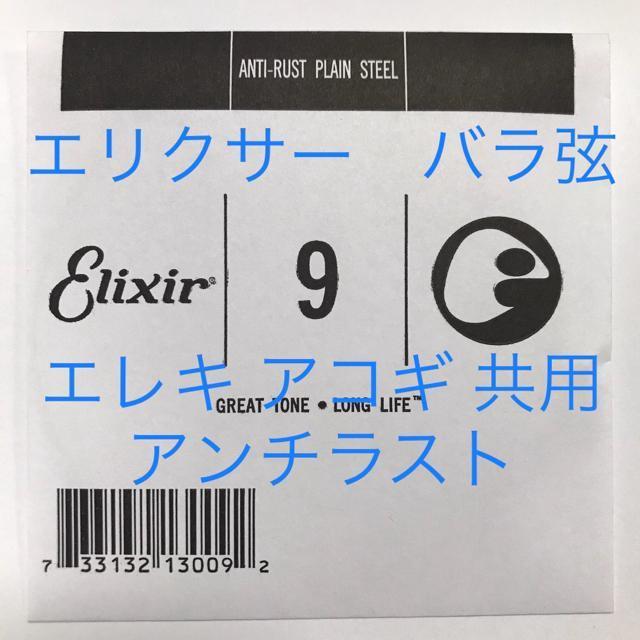 ANTI-RUST PLAIN STEEL
エリクサー　バラ弦
Elixir®
9
エレキ アコギ 共用
GREAT TONE • LONG LIFE™
アンチラスト
7 33132 13009 2